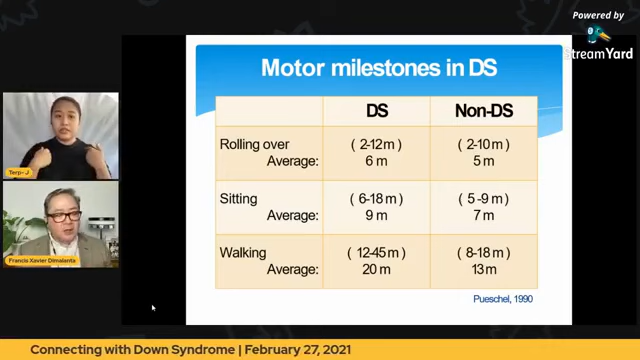 Powered by
StreamYard
Motor milestones in DS
DS Non-DS
Rolling over ( 2-12m ) ( 2-10m )
Average: 6 m 5 m
Sitting ( 6-18 m ) ( 5 -9 m )
Average: 9 m 7 m
Walking ( 12-45 m ) ( 8-18 m )
Average: 20 m 13 m
Pueschel, 1990
Terp- J
Francis Xavier Dimalanta
Connecting with Down Syndrome | February 27, 2021